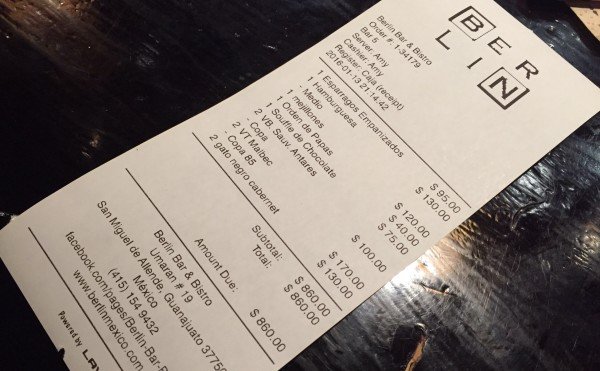 BER
LIN
Berlin Bar & Bistro
Order #: 1-34179
Bar 5
Server: Amy
Cashier: Amy
Register: Caja (receipt)
2016-01-13 21:14:42
1 Esparragos Empanizados $ 95.00
1 Hamburguesa $ 130.00
- Medio
1 mejillones $ 120.00
1 Orden de Papas $ 40.00
1 Souffle de Chocolate $ 75.00
2 VB. Sauv. Antares $ 100.00
- Copa
2 VT Malbec $ 170.00
- Copa 85
2 gato negro cabernet $ 130.00
Subtotal: $ 860.00
Total: $ 860.00
Amount Due: $ 860.00
Berlin Bar & Bistro
Umaran # 19
San Miguel de Allende, Guanajuato 3775
México
(415) 154 9432
facebook.com/pages/Berlin-Bar-
www.berlinmexico.com
Powered by